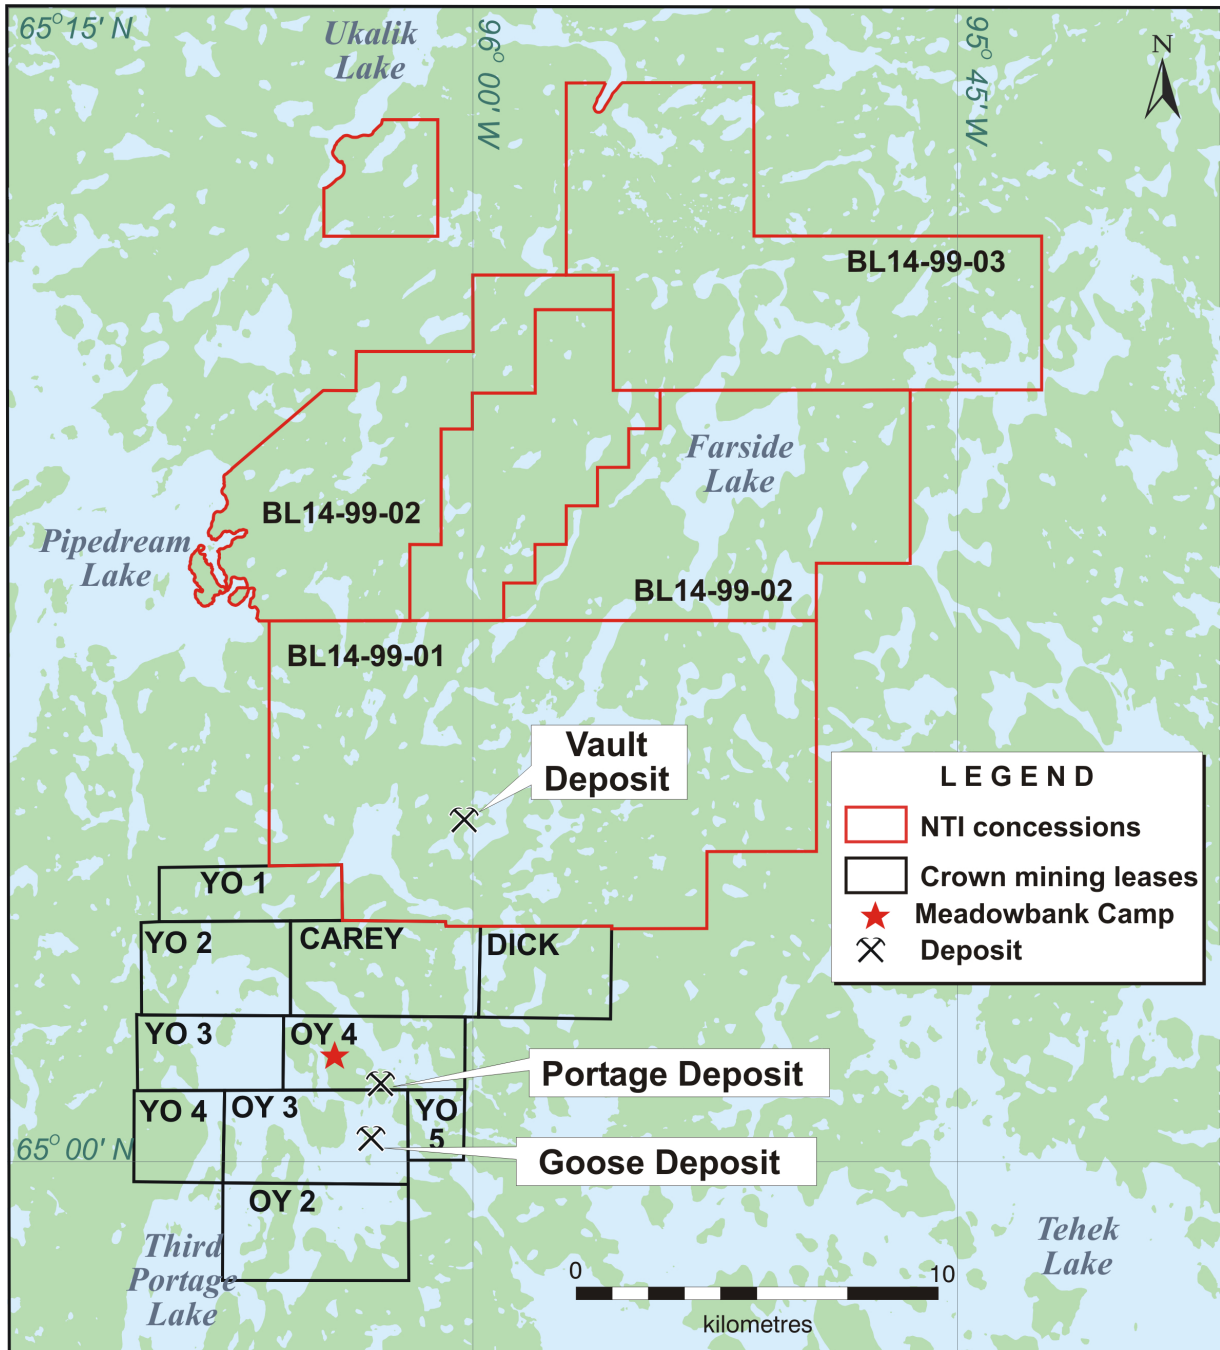 65° 15' N
Ukalik
Lake
96° 00' W
95° 45' W
N
BL14-99-03
Farside
Lake
BL14-99-02
Pipedream
Lake
BL14-99-02
BL14-99-01
Vault
Deposit
LEGEND
NTI concessions
Crown mining leases
Meadowbank Camp
Deposit
YO 1
YO 2
CAREY
DICK
YO 3
OY 4
Portage Deposit
YO 4
OY 3
YO
5
65° 00' N
Goose Deposit
OY 2
Third
Portage
Lake
Tehek
Lake
0
10
kilometres